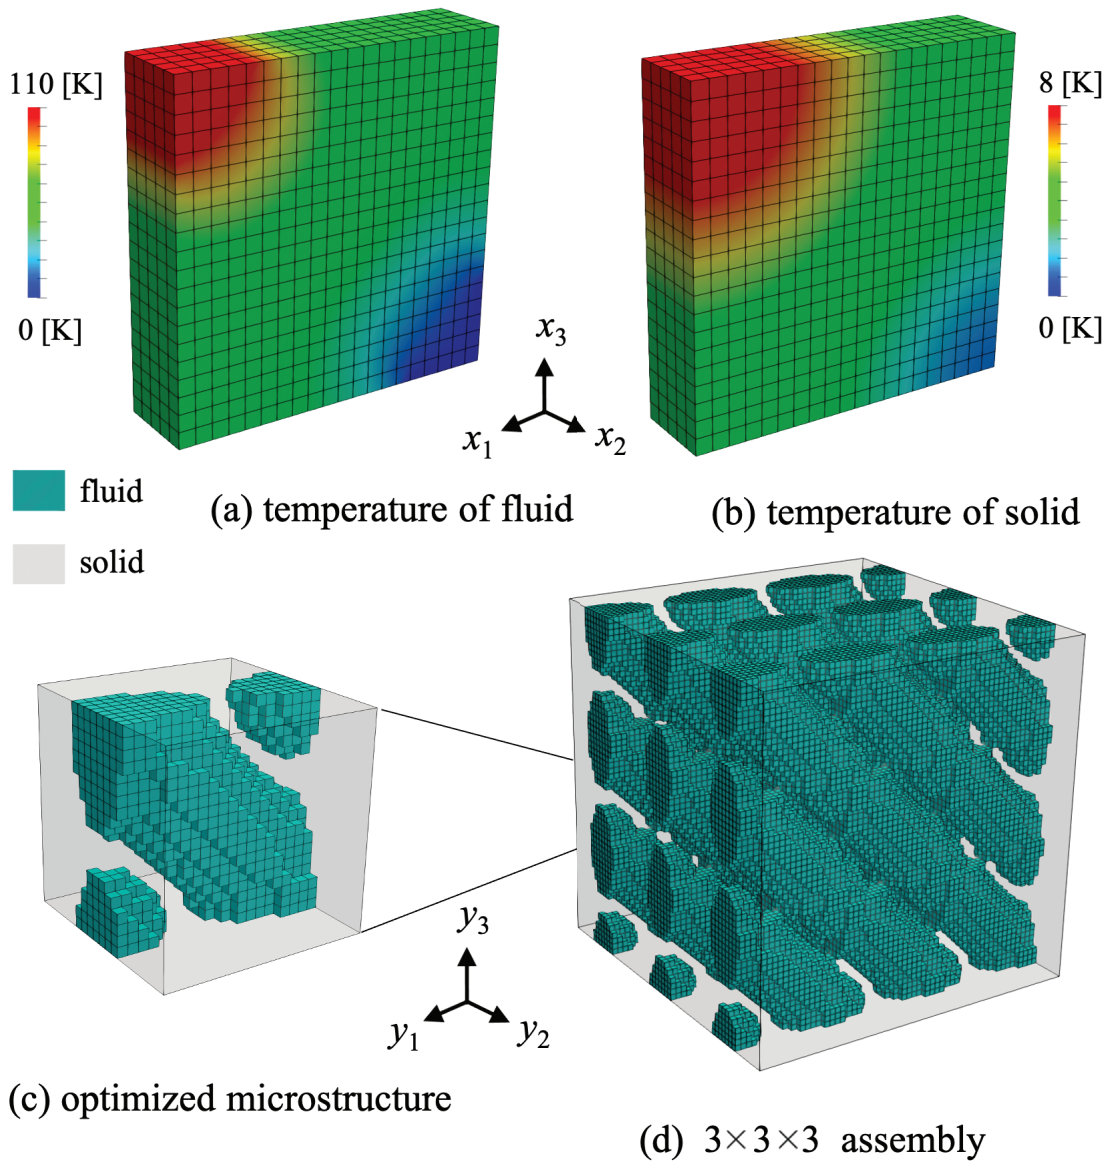 110 [K]
0 [K]
8 [K]
0 [K]
x₃
x₁
x₂
fluid
solid
(a) temperature of fluid
(b) temperature of solid
y₃
y₁
y₂
(c) optimized microstructure
(d) 3×3×3 assembly